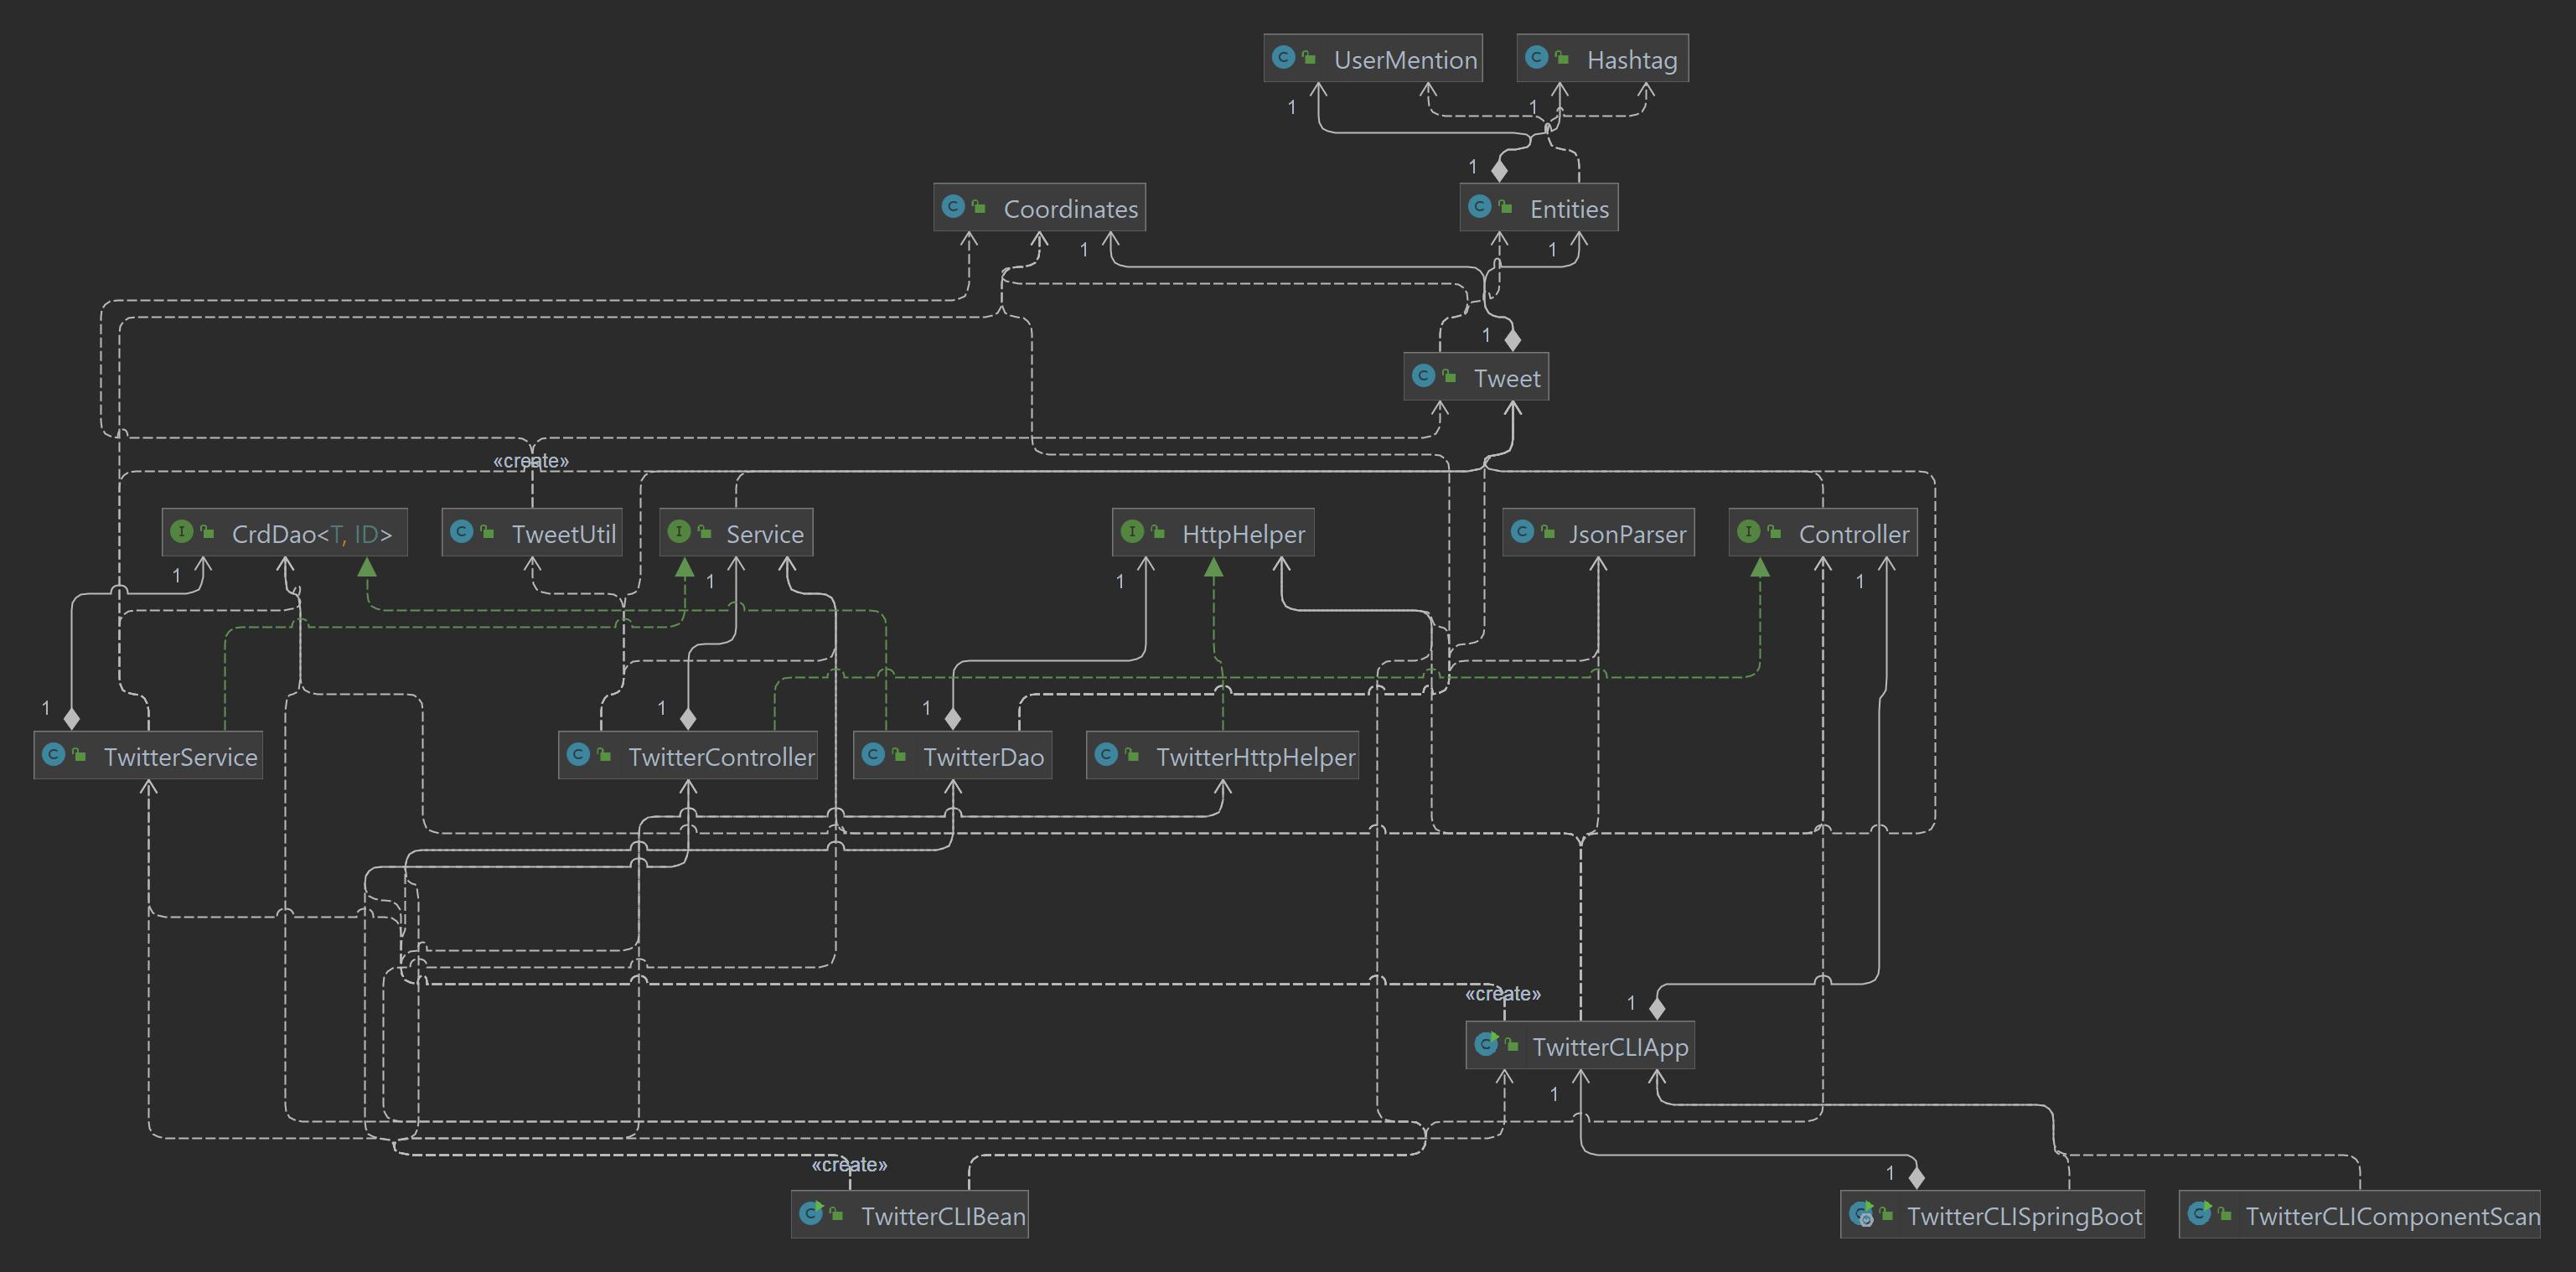 UserMention
Hashtag
1
1
1
Coordinates
Entities
1
1
1
Tweet
«create»
CrdDao<T, ID>
TweetUtil
Service
HttpHelper
JsonParser
Controller
1
1
1
1
1
1
1
TwitterService
TwitterController
TwitterDao
TwitterHttpHelper
«create»
1
TwitterCLIApp
1
«create»
1
TwitterCLIBean
TwitterCLISpringBoot
TwitterCLIComponentScan